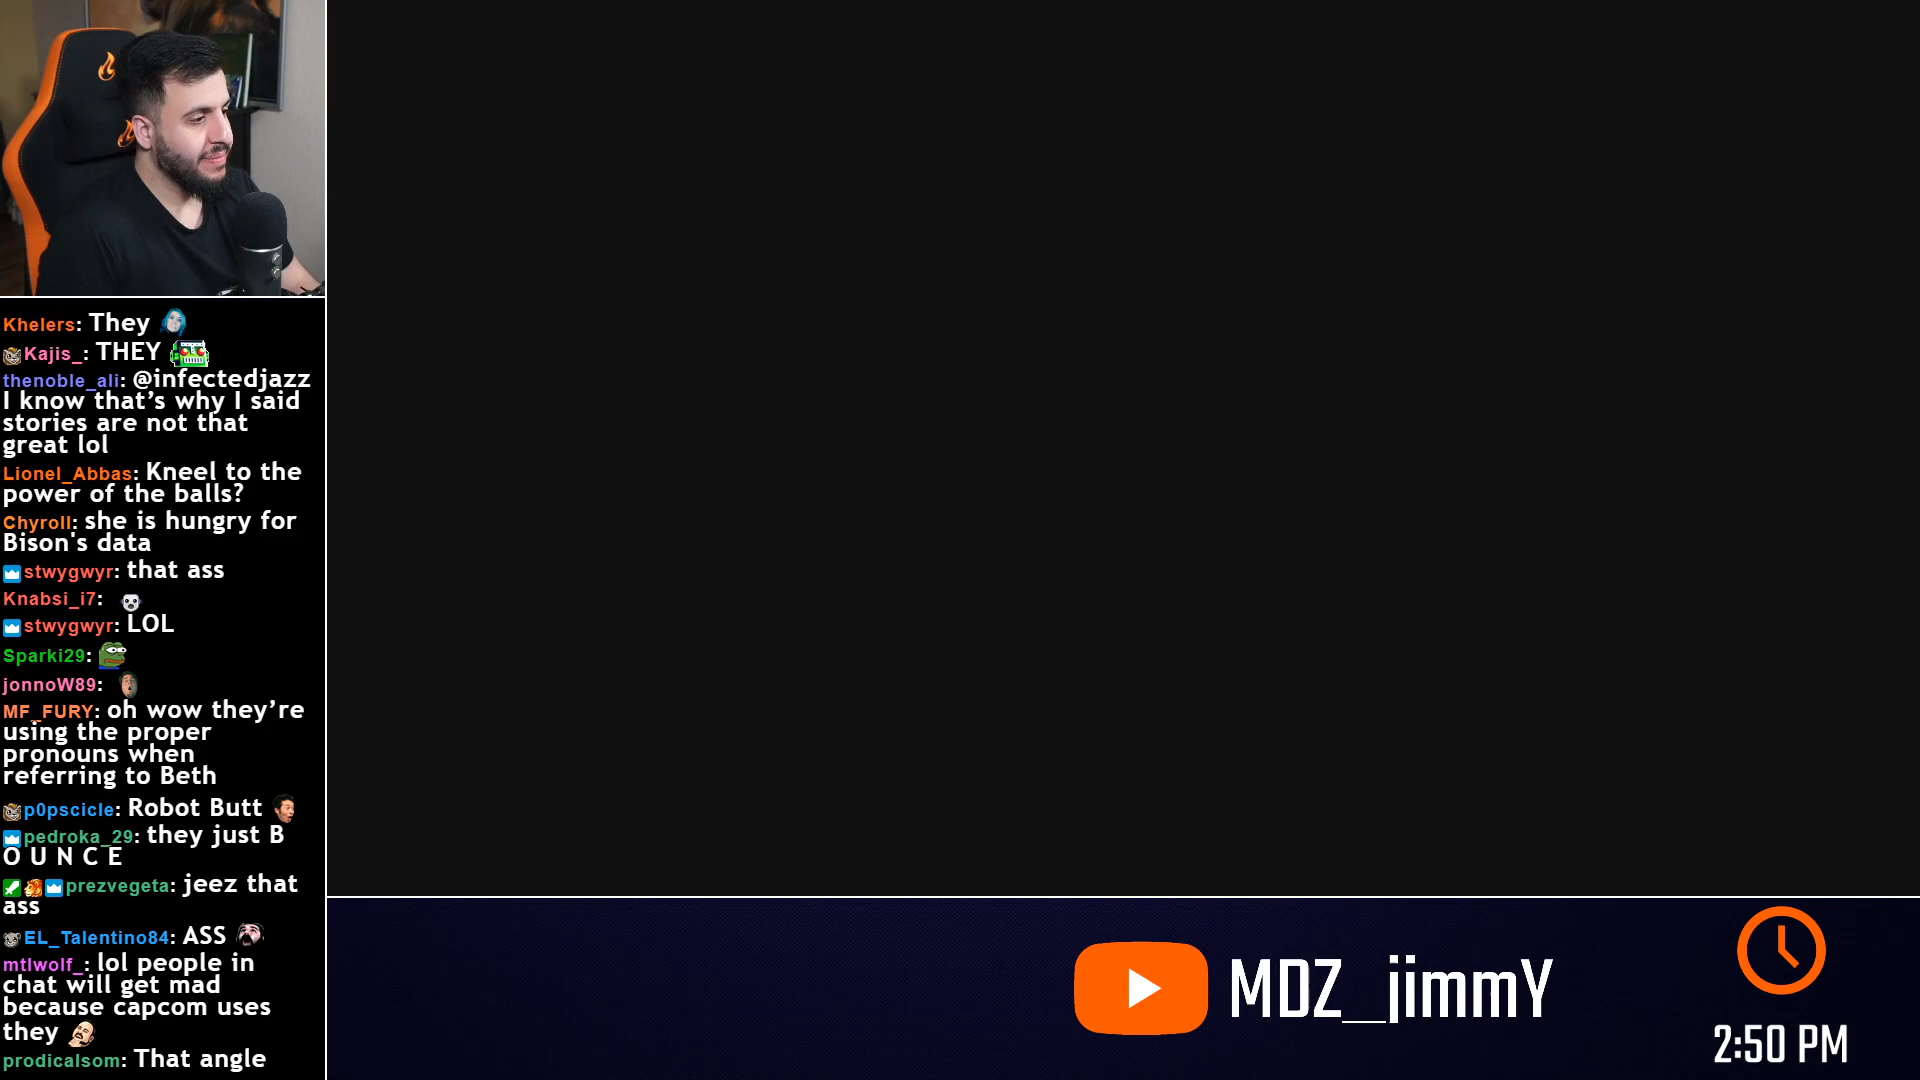 Khelers: They
Kajis_: THEY
thenoble_ali: @infectedjazz
I know that’s why I said
stories are not that
great lol
Lionel_Abbas: Kneel to the
power of the balls?
Chyroll: she is hungry for
Bison's data
stwygwyr: that ass
Knabsi_i7:
stwygwyr: LOL
Sparki29:
jonnoW89:
MF_FURY: oh wow they’re
using the proper
pronouns when
referring to Beth
p0pscicle: Robot Butt
pedroka_29: they just B
O U N C E
prezvegeta: jeez that
ass
EL_Talentino84: ASS
mtlwolf_: lol people in
chat will get mad
because capcom uses
they
prodicalsom: That angle
MDZ_jimmY
2:50 PM